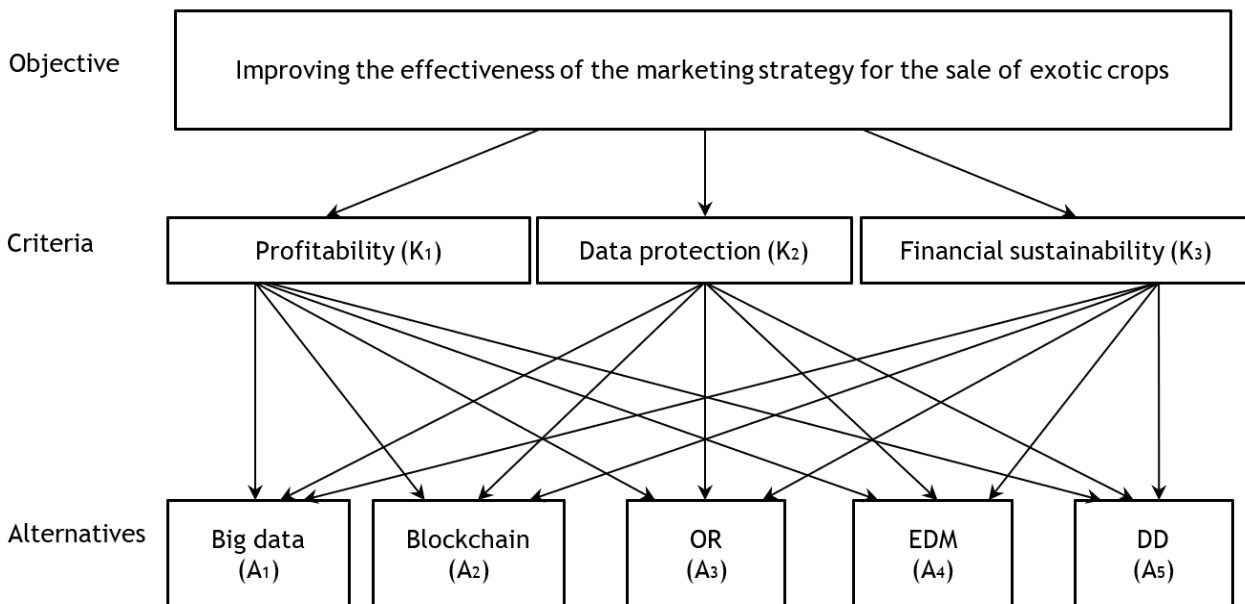 Objective
Improving the effectiveness of the marketing strategy for the sale of exotic crops
Criteria
Profitability (K₁)
Data protection (K₂)
Financial sustainability (K₃)
Alternatives
Big data
(A₁)
Blockchain
(A₂)
OR
(A₃)
EDM
(A₄)
DD
(A₅)